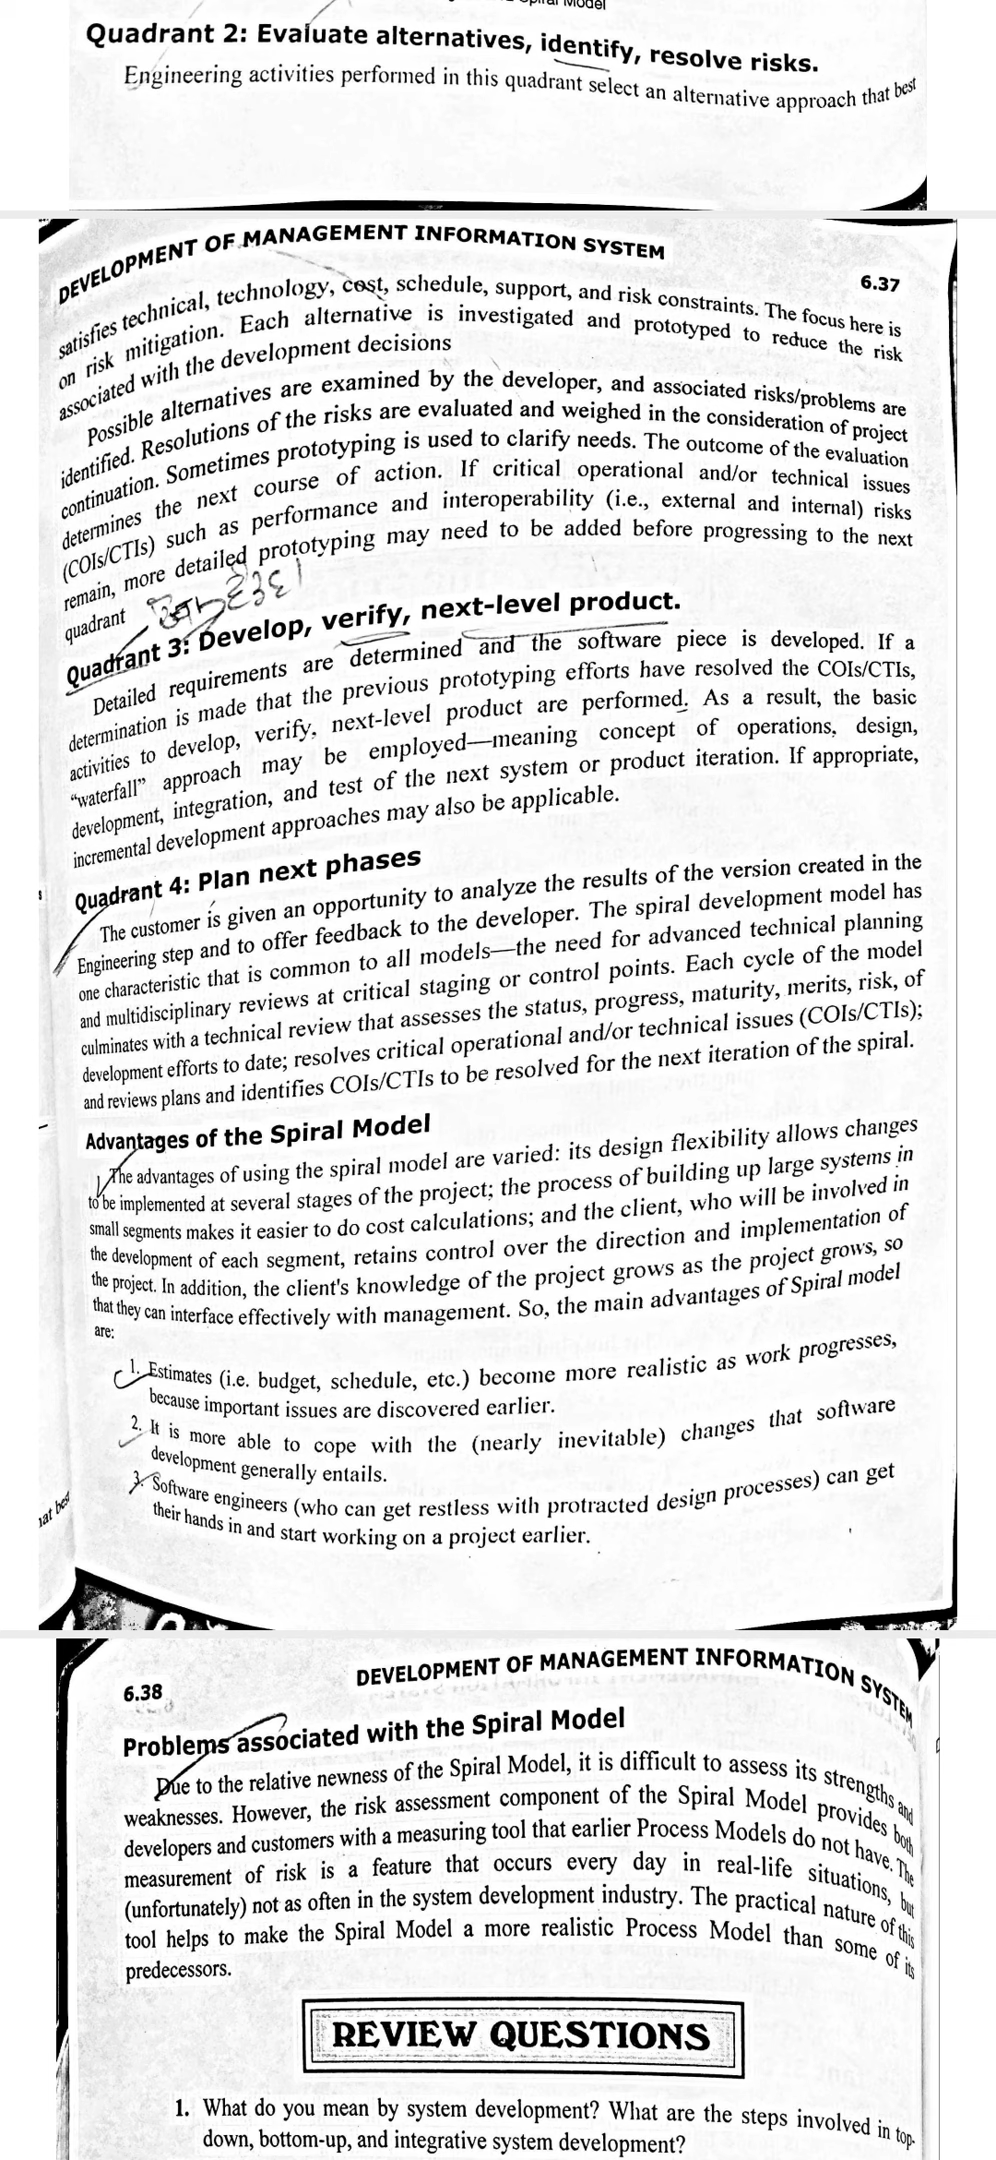 Spiral Model
Quadrant 2: Evaluate alternatives, identify, resolve risks.
Engineering activities performed in this quadrant select an alternative approach that best
DEVELOPMENT OF MANAGEMENT INFORMATION SYSTEM
6.37
satisfies technical, technology, cost, schedule, support, and risk constraints. The focus here is
on risk mitigation. Each alternative is investigated and prototyped to reduce the risk
associated with the development decisions
Possible alternatives are examined by the developer, and associated risks/problems are
identified. Resolutions of the risks are evaluated and weighed in the consideration of project
continuation. Sometimes prototyping is used to clarify needs. The outcome of the evaluation
determines the next course of action. If critical operational and/or technical issues
(COIs/CTIs) such as performance and interoperability (i.e., external and internal) risks
remain, more detailed prototyping may need to be added before progressing to the next
quadrant
Quadrant 3: Develop, verify, next-level product.
Detailed requirements are determined and the software piece is developed. If a
determination is made that the previous prototyping efforts have resolved the COIs/CTIs,
activities to develop, verify, next-level product are performed. As a result, the basic
“waterfall” approach may be employed—meaning concept of operations, design,
development, integration, and test of the next system or product iteration. If appropriate,
incremental development approaches may also be applicable.
Quadrant 4: Plan next phases
The customer is given an opportunity to analyze the results of the version created in the
Engineering step and to offer feedback to the developer. The spiral development model has
one characteristic that is common to all models—the need for advanced technical planning
and multidisciplinary reviews at critical staging or control points. Each cycle of the model
culminates with a technical review that assesses the status, progress, maturity, merits, risk, of
development efforts to date; resolves critical operational and/or technical issues (COIs/CTIs);
and reviews plans and identifies COIs/CTIs to be resolved for the next iteration of the spiral.
Advantages of the Spiral Model
The advantages of using the spiral model are varied: its design flexibility allows changes
to be implemented at several stages of the project; the process of building up large systems in
small segments makes it easier to do cost calculations; and the client, who will be involved in
the development of each segment, retains control over the direction and implementation of
the project. In addition, the client's knowledge of the project grows as the project grows, so
that they can interface effectively with management. So, the main advantages of Spiral model
are:
1. Estimates (i.e. budget, schedule, etc.) become more realistic as work progresses,
because important issues are discovered earlier.
2. It is more able to cope with the (nearly inevitable) changes that software
development generally entails.
3. Software engineers (who can get restless with protracted design processes) can get
their hands in and start working on a project earlier.
6.38
DEVELOPMENT OF MANAGEMENT INFORMATION SYSTEM
Problems associated with the Spiral Model
Due to the relative newness of the Spiral Model, it is difficult to assess its strengths and
weaknesses. However, the risk assessment component of the Spiral Model provides both
developers and customers with a measuring tool that earlier Process Models do not have. The
measurement of risk is a feature that occurs every day in real-life situations, but
(unfortunately) not as often in the system development industry. The practical nature of this
tool helps to make the Spiral Model a more realistic Process Model than some of its
predecessors.
REVIEW QUESTIONS
1. What do you mean by system development? What are the steps involved in top-
down, bottom-up, and integrative system development?